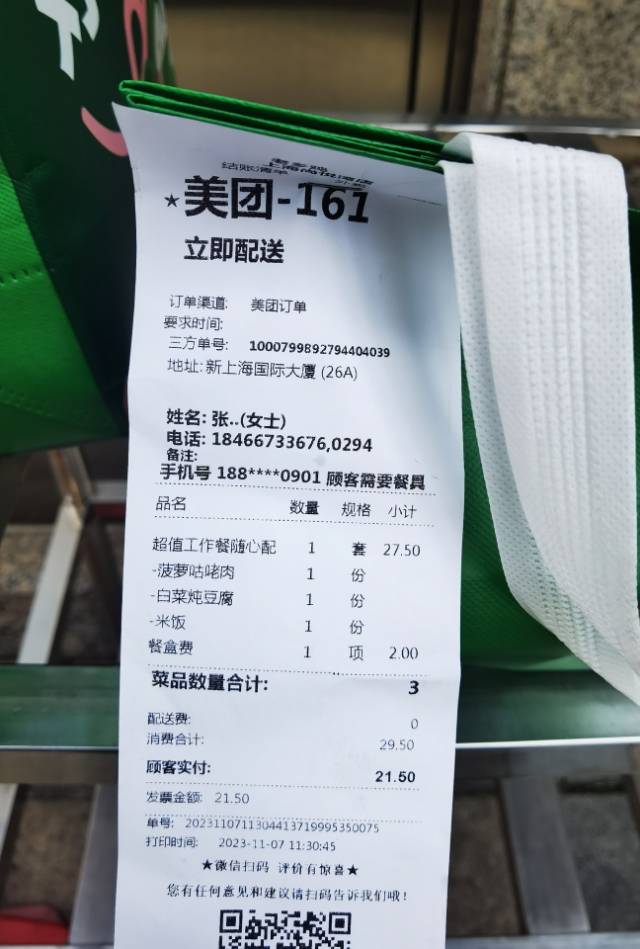 老乡鸡
结账清单
★美团-161
立即配送
订单渠道: 美团订单
要求时间:
三方单号: 1000799892794404039
地址: 新上海国际大厦 (26A)
姓名: 张..(女士)
电话: 18466733676,0294
备注:
手机号 188****0901 顾客需要餐具
品名 数量 规格 小计
超值工作餐随心配 1 套 27.50
-菠萝咕咾肉 1 份
-白菜炖豆腐 1 份
-米饭 1 份
餐盒费 1 项 2.00
菜品数量合计: 3
配送费: 0
消费合计: 29.50
顾客实付: 21.50
发票金额: 21.50
单号: 2023110711304413719995350075
打印时间: 2023-11-07 11:30:45
★微信扫码 评价有惊喜★
您有任何意见和建议请扫码告诉我们哦!